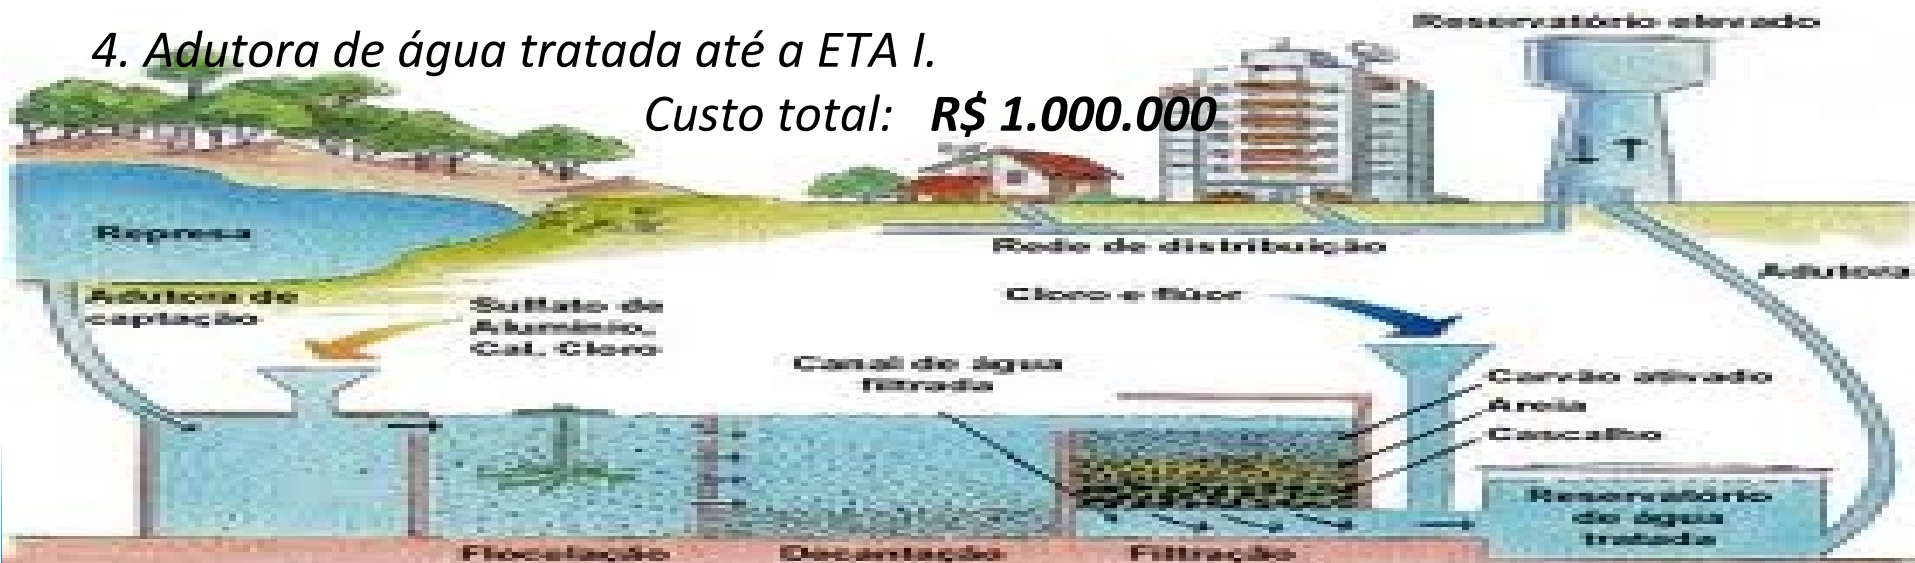 4. Adutora de água tratada até a ETA I.
Custo total: R$ 1.000.000
Reservatório elevado
Represa
Rede de distribuição
Adutora
Adutora de
captação
Sulfato de
Alumínio,
Cal, Cloro
Cloro e flúor
Canal de água
filtrada
Carvão ativado
Areia
Cascalho
Reservatório
de água
tratada
Floculação
Decantação
Filtração